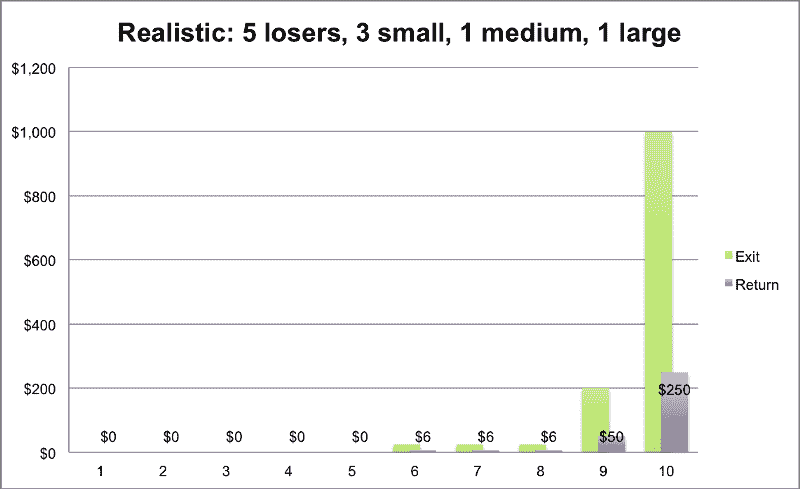 Realistic: 5 losers, 3 small, 1 medium, 1 large
$1,200
$1,000
$800
$600
$400
$200
$0
$0 $0 $0 $0 $0 $6 $6 $6 $50 $250
1 2 3 4 5 6 7 8 9 10
Exit
Return